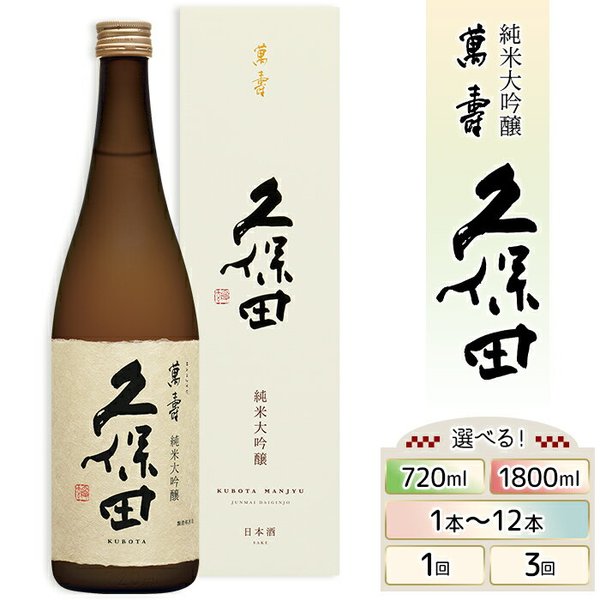 萬壽
久保田
純米大吟醸
KUBOTA
萬壽
久保田
純米大吟醸
KUBOTA MANJYU
JUNMAI DAIGINJO
日本酒
SAKE
純米大吟醸
萬壽
久保田
選べる!
720ml
1800ml
1本～12本
1回
3回